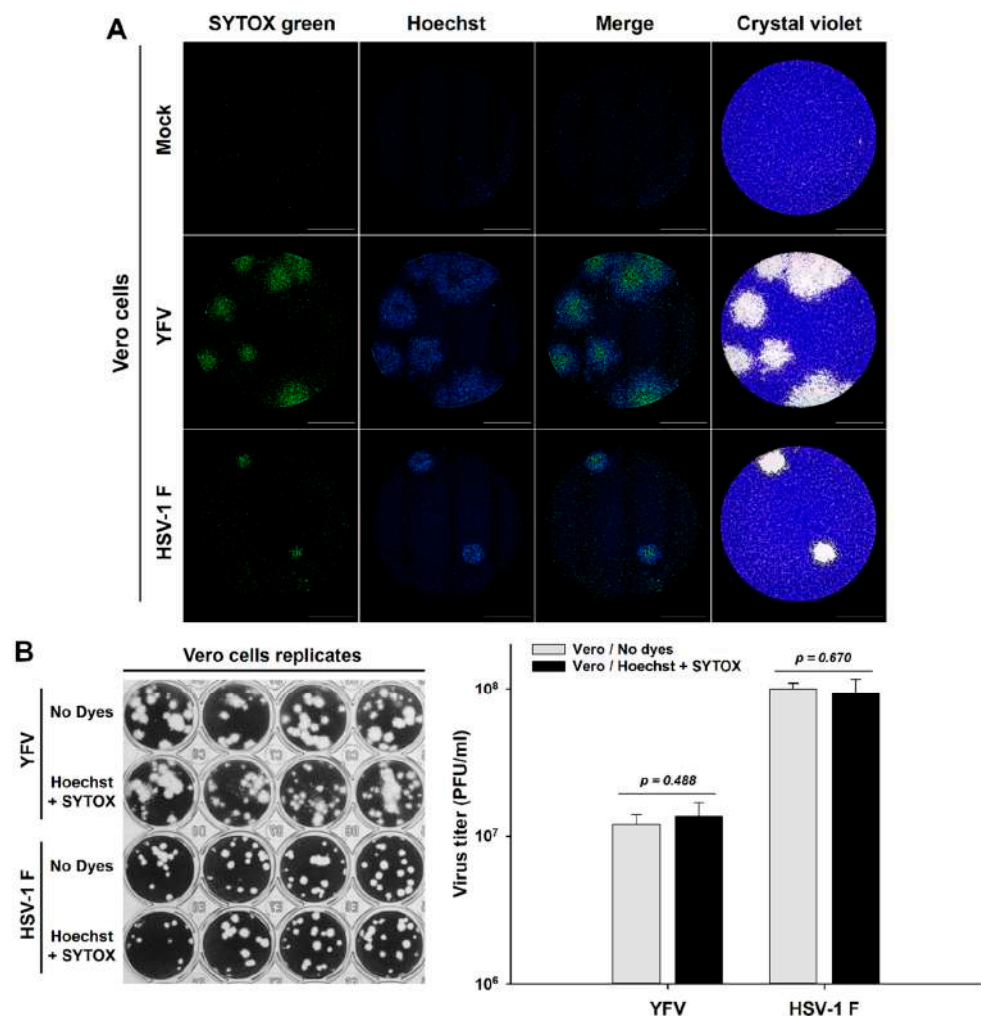 A
SYTOX green
Hoechst
Merge
Crystal violet
Vero cells
Mock
YFV
HSV-1 F
B
Vero cells replicates
YFV
No Dyes
Hoechst
+ SYTOX
HSV-1 F
No Dyes
Hoechst
+ SYTOX
Vero / No dyes
Vero / Hoechst + SYTOX
Virus titer (PFU/ml)
10⁸
10⁷
10⁶
p = 0.488
p = 0.670
YFV
HSV-1 F